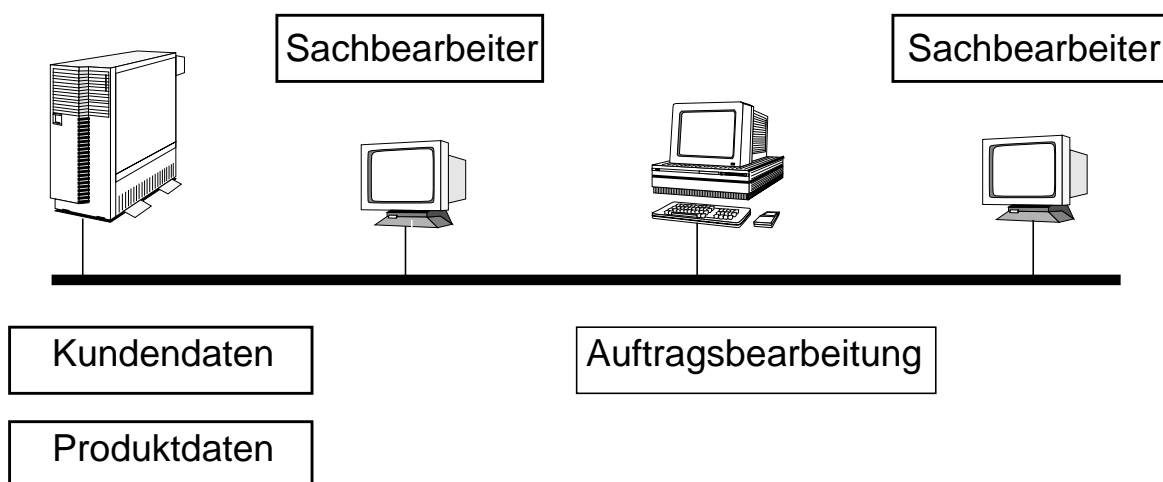 Sachbearbeiter
Sachbearbeiter
Kundendaten
Auftragsbearbeitung
Produktdaten